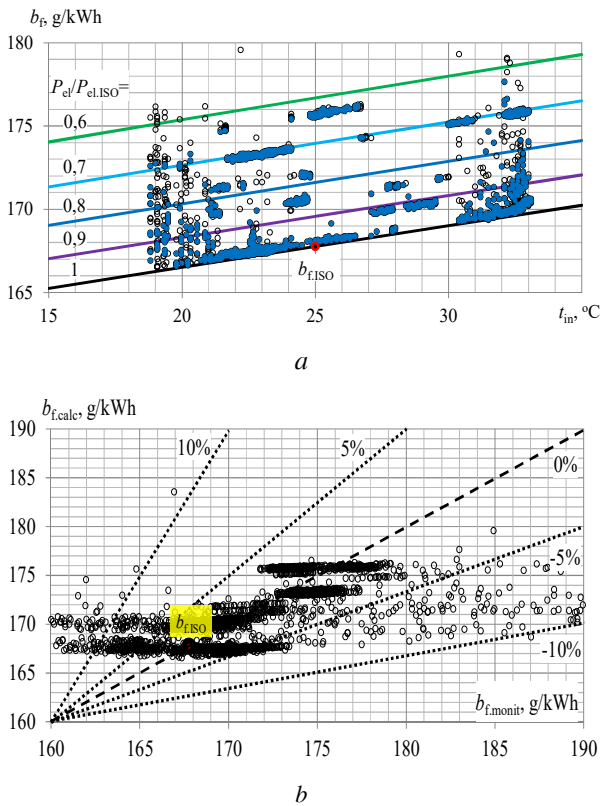 b_f, g/kWh
180
P_el/P_el.ISO=
0,6
175
0,7
0,8
170
0,9
1
b_f.ISO
165
15 20 25 30 t_in, °C
a
b_f.calc, g/kWh
190
10%
5%
0%
185
180
-5%
175
170
b_f.ISO
-10%
165
160
b_f.monit, g/kWh
160 165 170 175 180 185 190
b